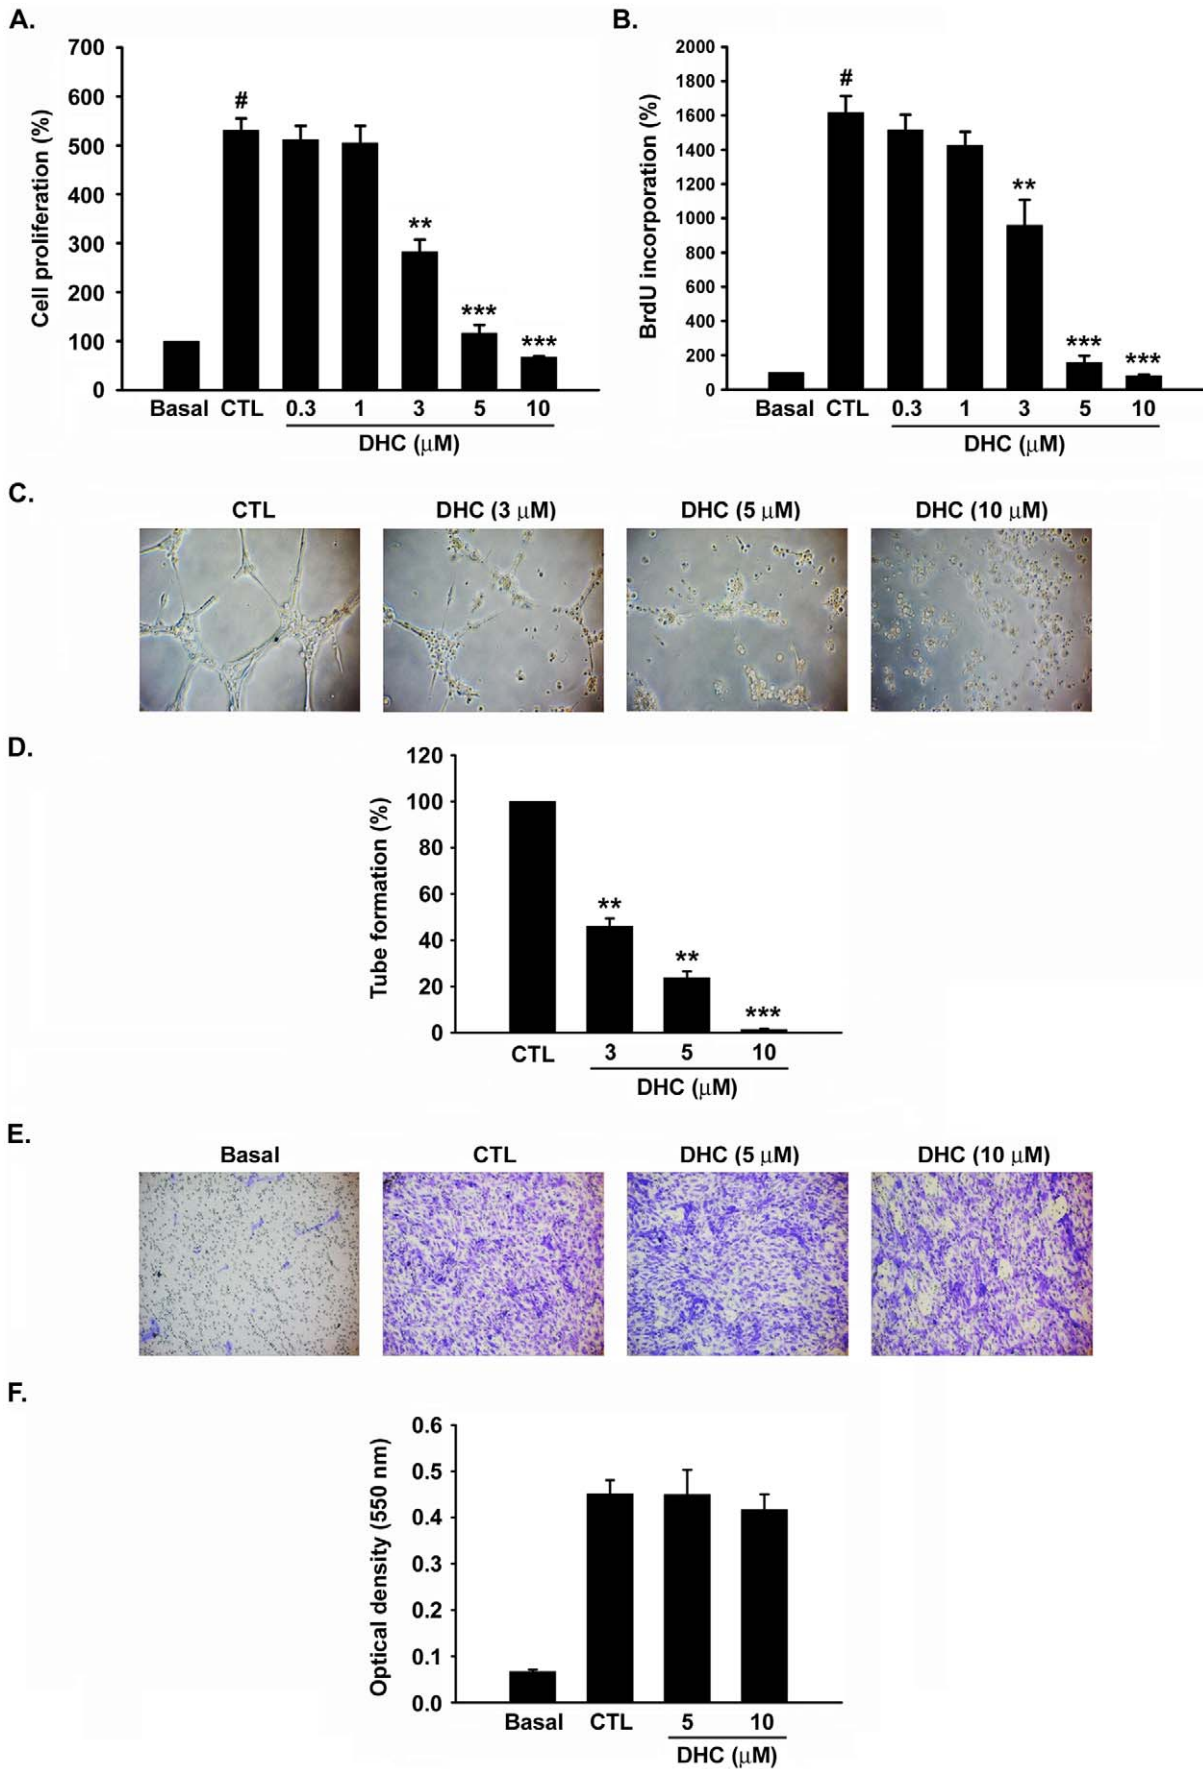 A.
Cell proliferation (%)
700
600
500
400
300
200
100
0
#
**
***
***
Basal CTL 0.3 1 3 5 10
DHC (μM)
B.
BrdU incorporation (%)
2000
1800
1600
1400
1200
1000
800
600
400
200
0
#
**
***
***
Basal CTL 0.3 1 3 5 10
DHC (μM)
C.
CTL DHC (3 μM) DHC (5 μM) DHC (10 μM)
D.
Tube formation (%)
120
100
80
60
40
20
0
**
**
***
CTL 3 5 10
DHC (μM)
E.
Basal CTL DHC (5 μM) DHC (10 μM)
F.
Optical density (550 nm)
0.6
0.5
0.4
0.3
0.2
0.1
0.0
Basal CTL 5 10
DHC (μM)